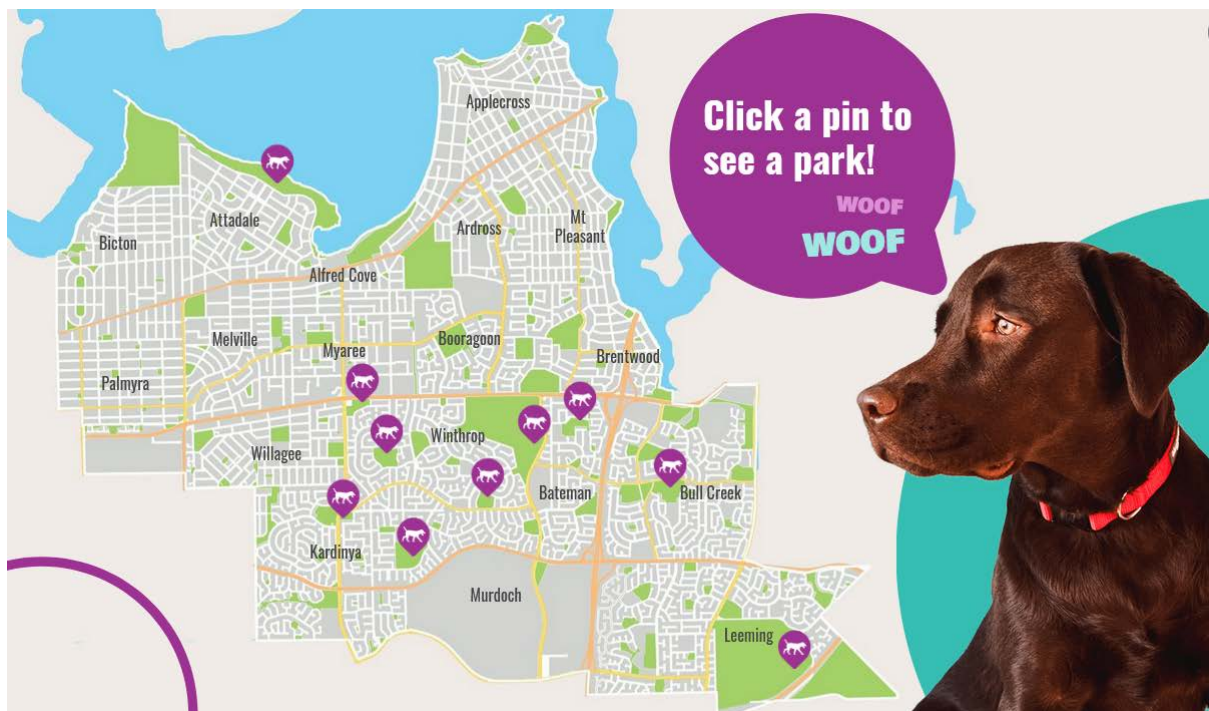 Applecross
Click a pin to
see a park!
WOOF
WOOF
Attadale
Bicton
Ardross
Mt
Pleasant
Alfred Cove
Melville
Myaree
Booragoon
Brentwood
Palmyra
Willagee
Winthrop
Bateman
Bull Creek
Kardinya
Murdoch
Leeming